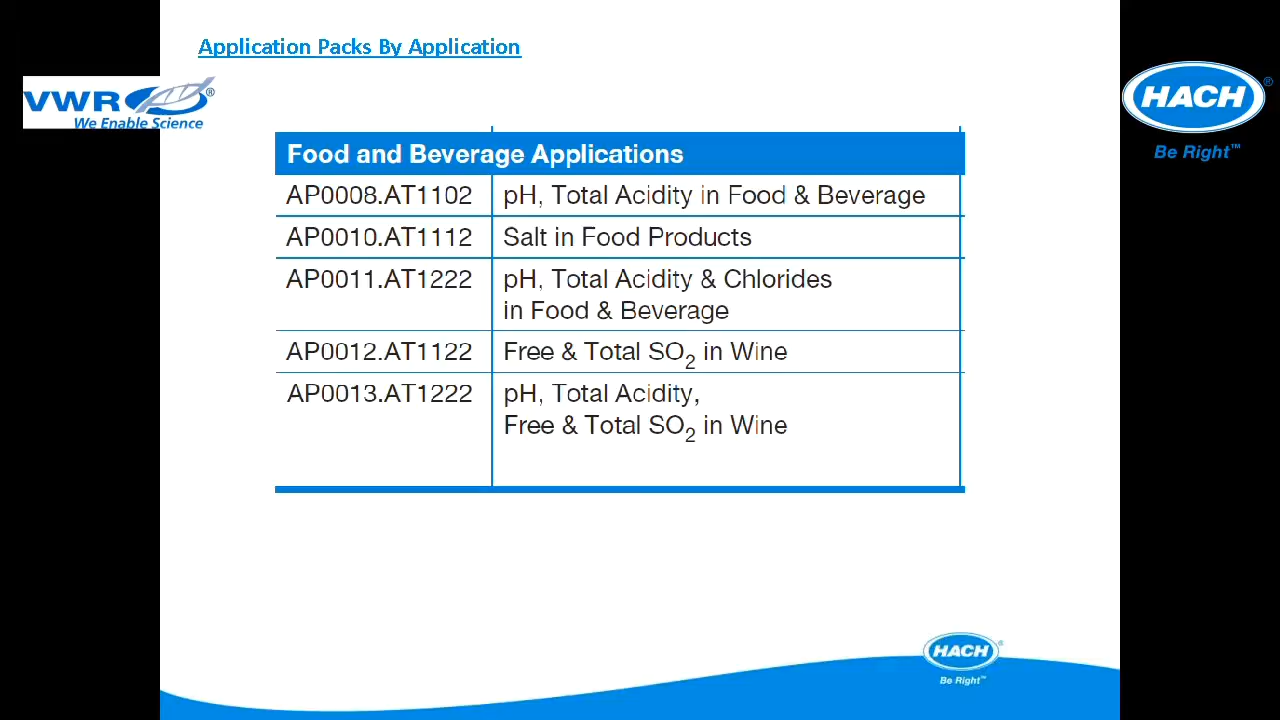 Application Packs By Application
VWR®
We Enable Science
HACH®
Be Right™
Food and Beverage Applications
AP0008.AT1102 pH, Total Acidity in Food & Beverage
AP0010.AT1112 Salt in Food Products
AP0011.AT1222 pH, Total Acidity & Chlorides
in Food & Beverage
AP0012.AT1122 Free & Total SO₂ in Wine
AP0013.AT1222 pH, Total Acidity,
Free & Total SO₂ in Wine
HACH®
Be Right™